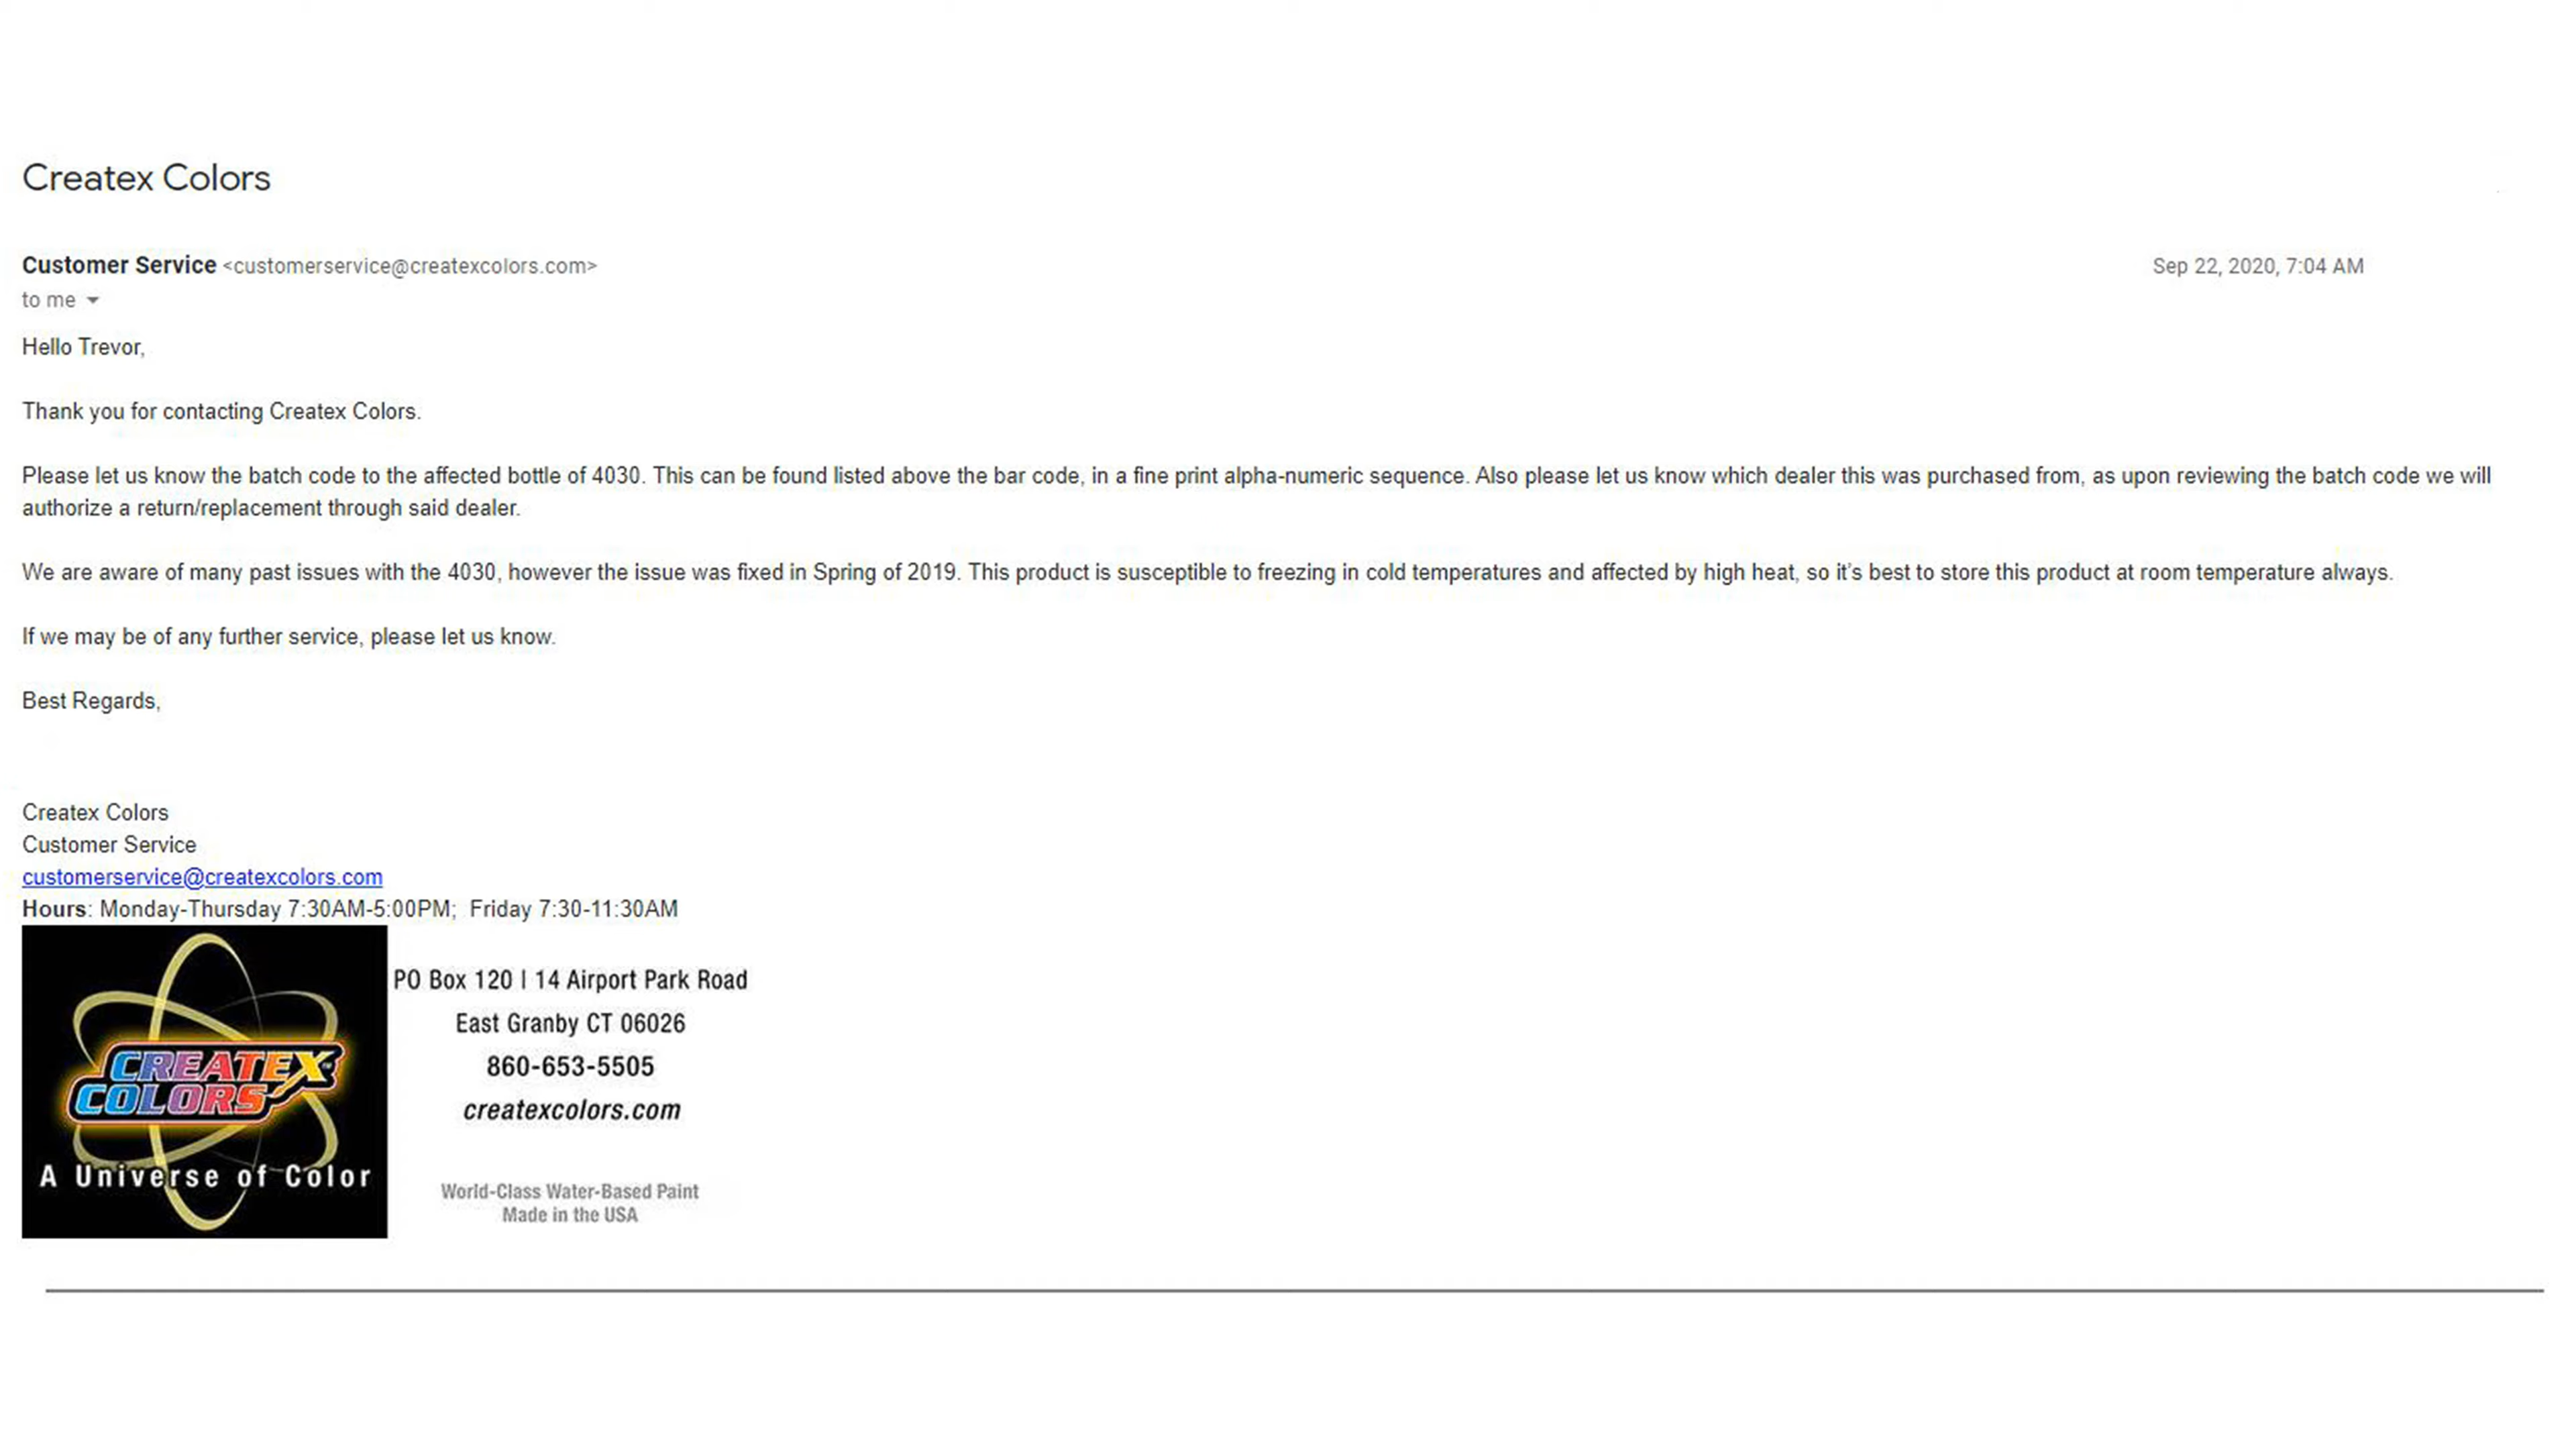 Createx Colors
Customer Service <customerservice@createxcolors.com>
Sep 22, 2020, 7:04 AM
to me
Hello Trevor,
Thank you for contacting Createx Colors.
Please let us know the batch code to the affected bottle of 4030. This can be found listed above the bar code, in a fine print alpha-numeric sequence. Also please let us know which dealer this was purchased from, as upon reviewing the batch code we will
authorize a return/replacement through said dealer.
We are aware of many past issues with the 4030, however the issue was fixed in Spring of 2019. This product is susceptible to freezing in cold temperatures and affected by high heat, so it's best to store this product at room temperature always.
If we may be of any further service, please let us know.
Best Regards,
Createx Colors
Customer Service
customerservice@createxcolors.com
Hours: Monday-Thursday 7:30AM-5:00PM;  Friday 7:30-11:30AM
CREATEX
COLORS
A Universe of Color
PO Box 120 | 14 Airport Park Road
East Granby CT 06026
860-653-5505
createxcolors.com
World-Class Water-Based Paint
Made in the USA